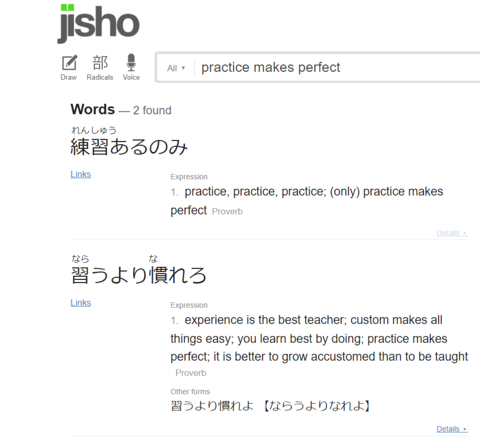 jisho
Draw
部
Radicals
Voice
All ▾
practice makes perfect
Words — 2 found
れんしゅう
練習あるのみ
Links
Expression
1. practice, practice, practice; (only) practice makes
perfect Proverb
Details ▸
なら な
習うより慣れろ
Links
Expression
1. experience is the best teacher; custom makes all
things easy; you learn best by doing; practice makes
perfect; it is better to grow accustomed than to be taught
Proverb
Other forms
習うより慣れよ 【ならうよりなれよ】
Details ▸